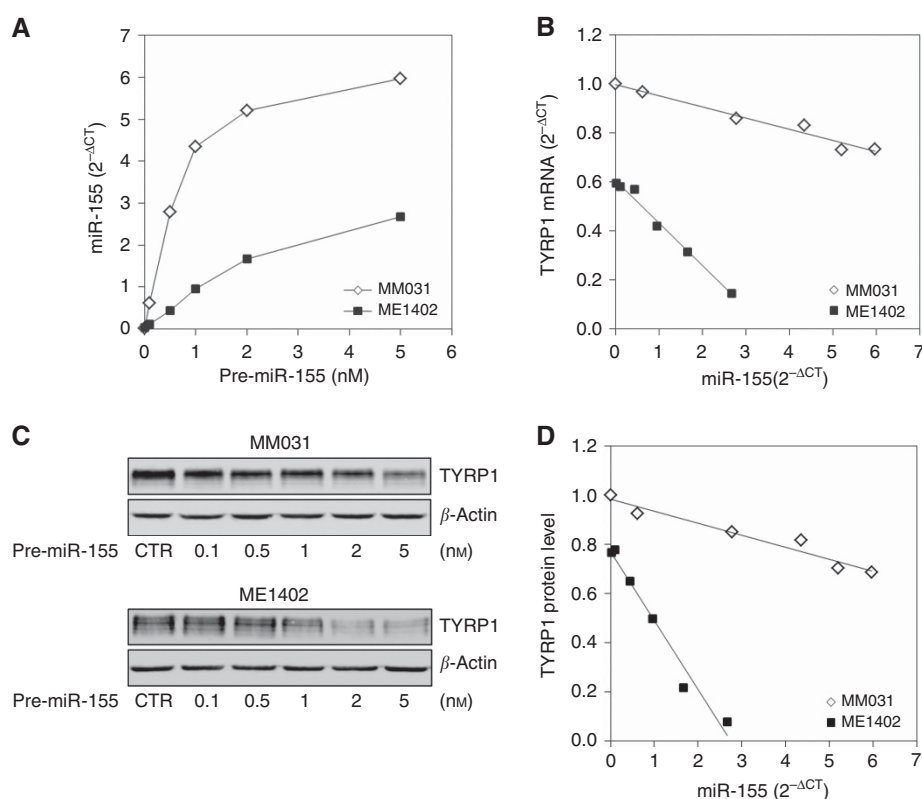 A
7
6
5
4
3
2
1
0
miR-155 (2–ΔCT)
0 1 2 3 4 5 6
Pre-miR-155 (nM)
MM031
ME1402
B
1.2
1.0
0.8
0.6
0.4
0.2
0.0
TYRP1 mRNA (2–ΔCT)
0 1 2 3 4 5 6 7
miR-155(2–ΔCT)
MM031
ME1402
C
MM031
TYRP1
β-Actin
Pre-miR-155 CTR 0.1 0.5 1 2 5 (nM)
ME1402
TYRP1
β-Actin
Pre-miR-155 CTR 0.1 0.5 1 2 5 (nM)
D
1.2
1.0
0.8
0.6
0.4
0.2
0.0
TYRP1 protein level
0 1 2 3 4 5 6 7
miR-155 (2–ΔCT)
MM031
ME1402